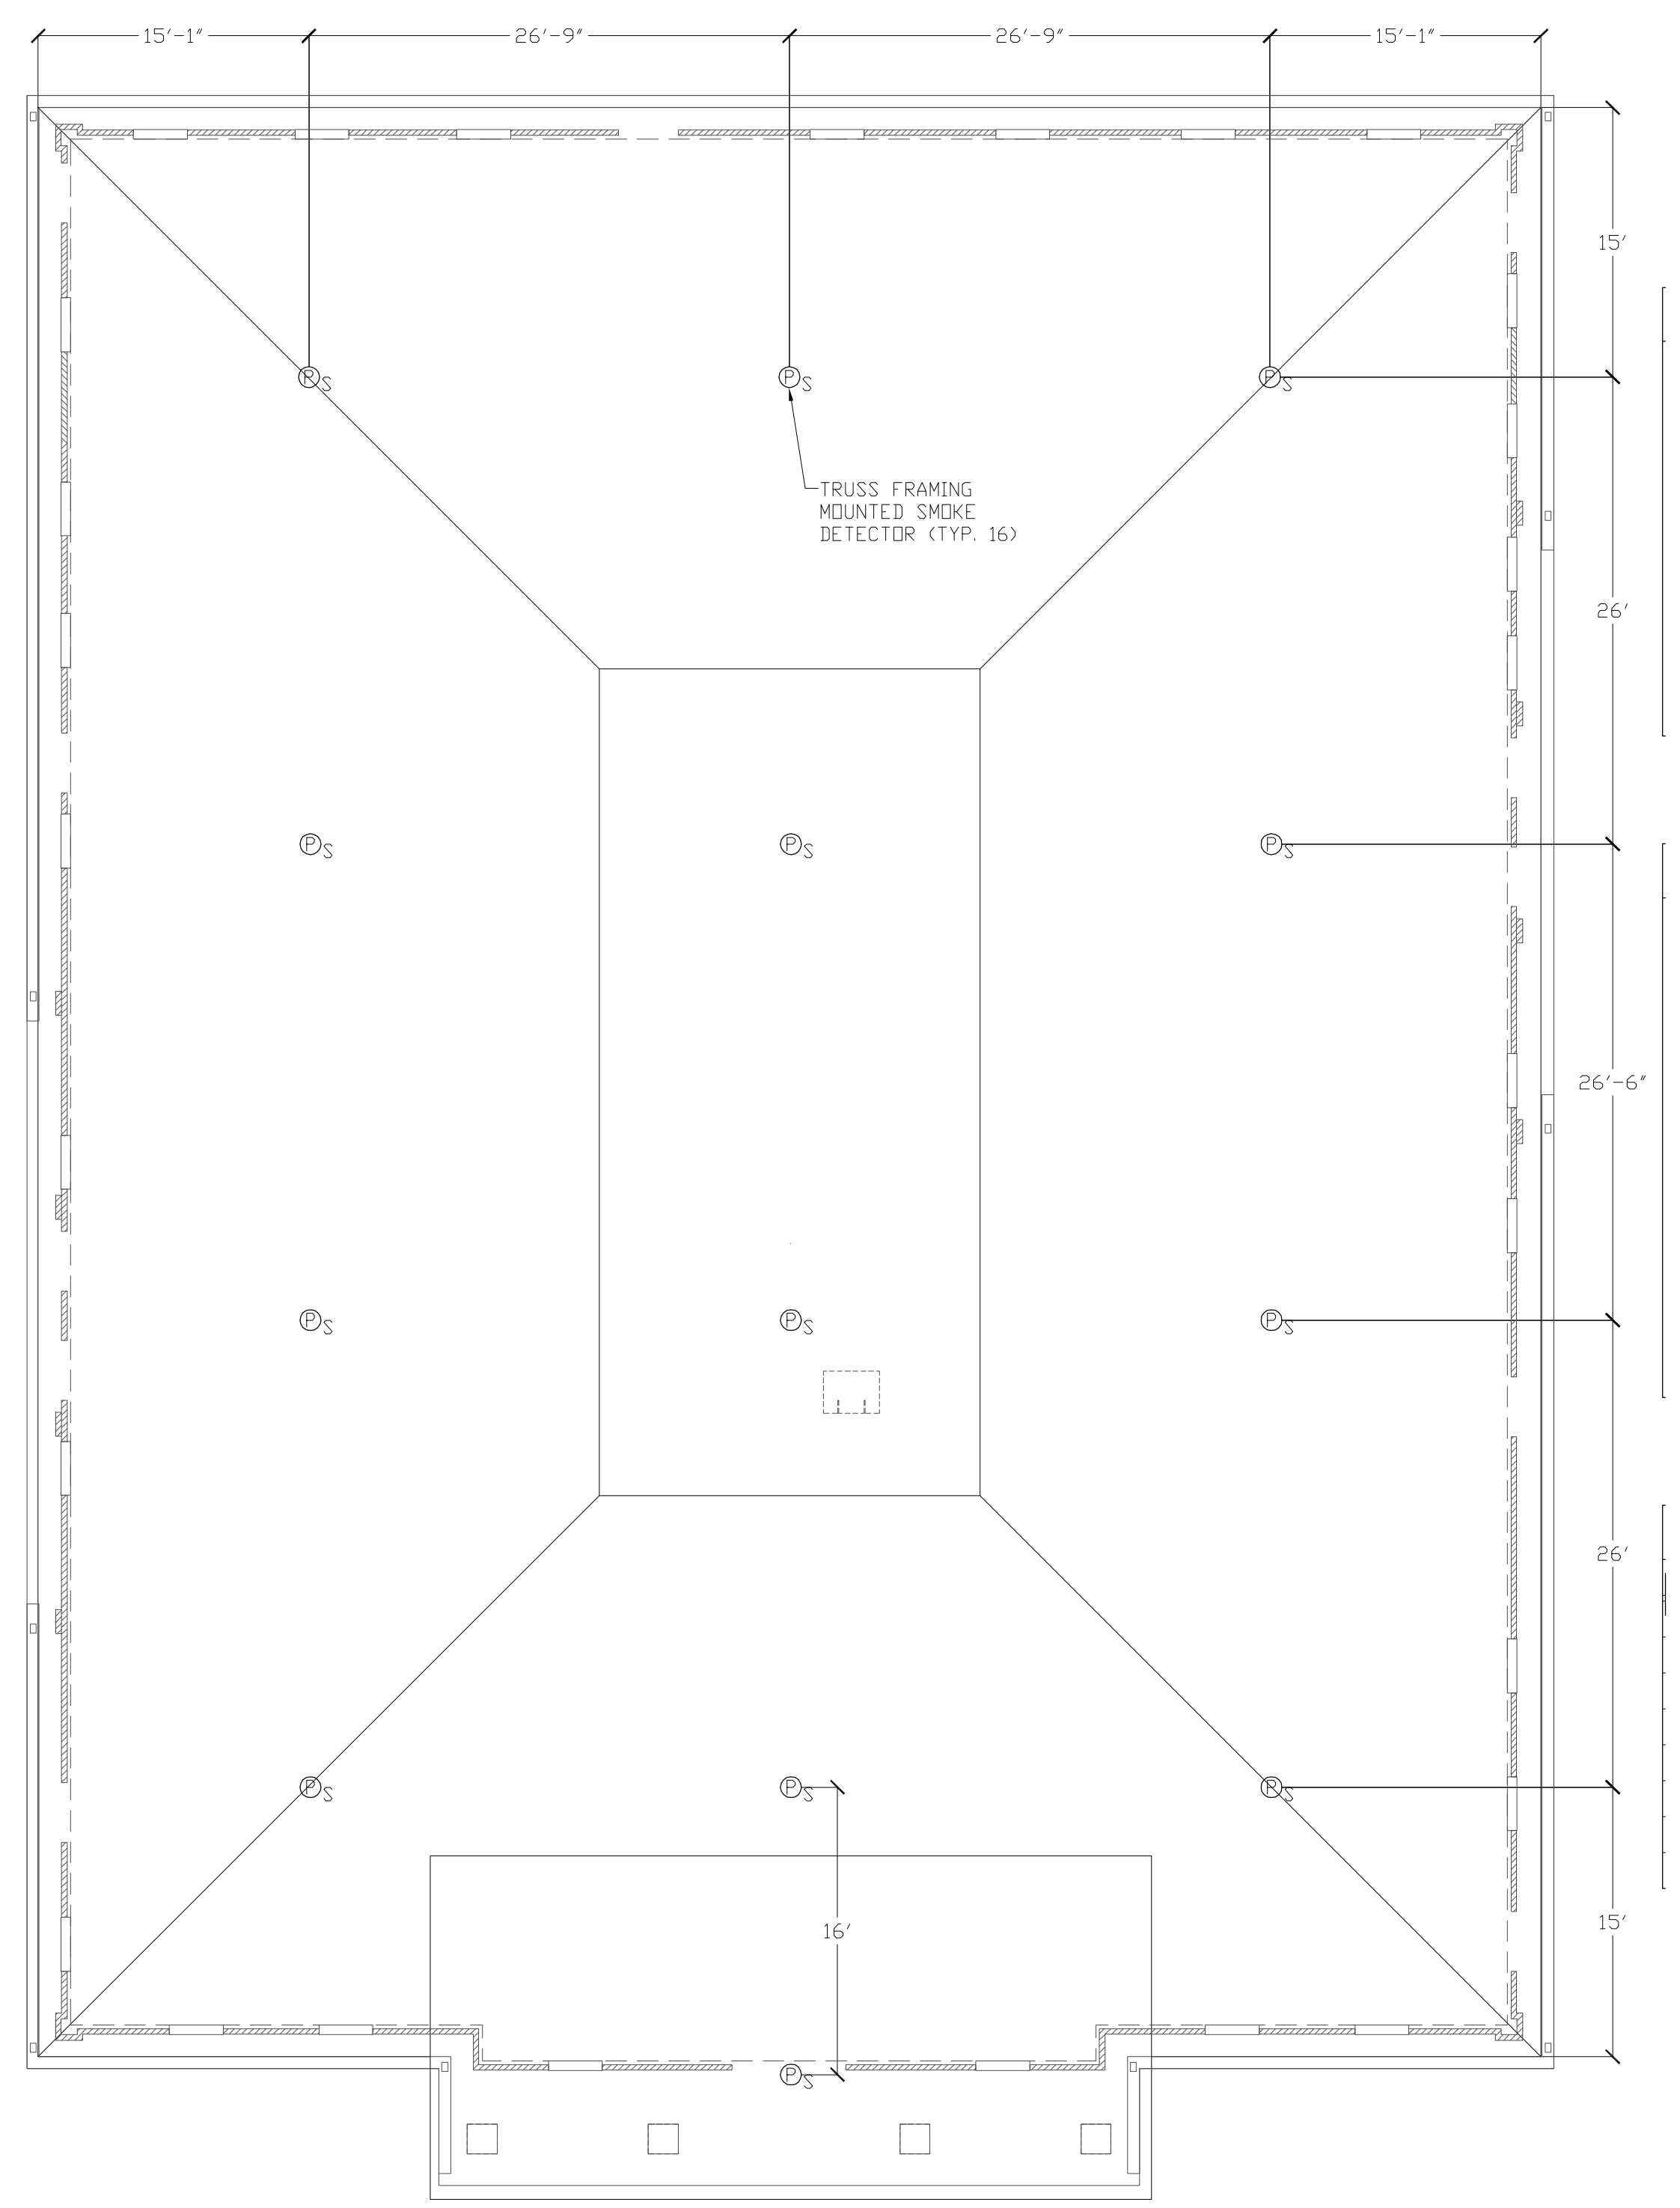 15'-1" 26'-9" 26'-9" 15'-1"
15'
P S P S P S
TRUSS FRAMING
MOUNTED SMOKE
DETECTOR (TYP. 16)
26'
P S P S P S
26'-6"
P S P S P S
26'
P S P S P S
16'
15'
P S